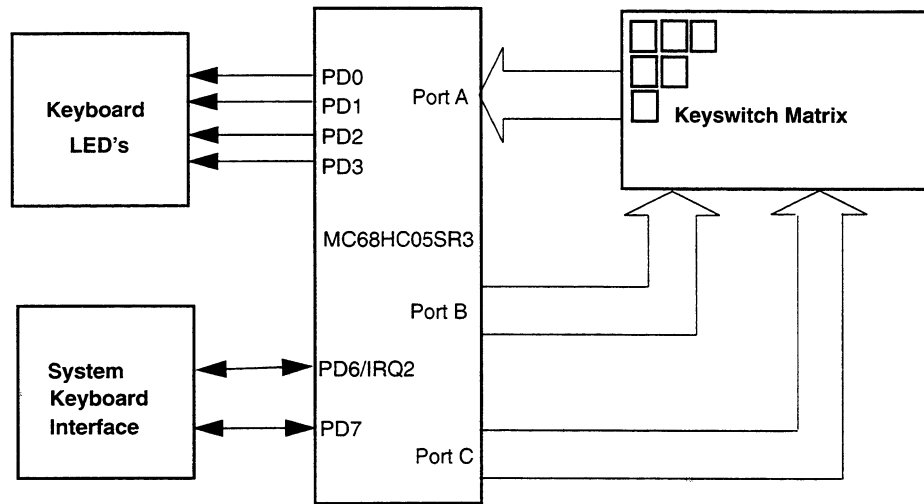 Keyboard
LED's
PD0
PD1
PD2
PD3
Port A
Keyswitch Matrix
MC68HC05SR3
Port B
System
Keyboard
Interface
PD6/IRQ2
PD7
Port C